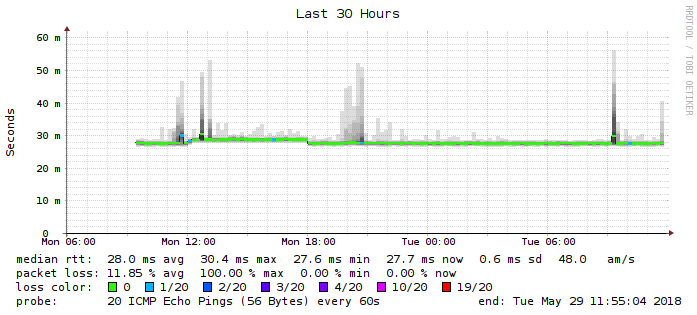 Last 30 Hours
RRDTOOL / TOBI OETIKER
Seconds
60 m
50 m
40 m
30 m
20 m
10 m
0
Mon 06:00 Mon 12:00 Mon 18:00 Tue 00:00 Tue 06:00
median rtt: 28.0 ms avg 30.4 ms max 27.6 ms min 27.7 ms now 0.6 ms sd 48.0 am/s
packet loss: 11.85 % avg 100.00 % max 0.00 % min 0.00 % now
loss color: 0 1/20 2/20 3/20 4/20 10/20 19/20
probe: 20 ICMP Echo Pings (56 Bytes) every 60s end: Tue May 29 11:55:04 2018